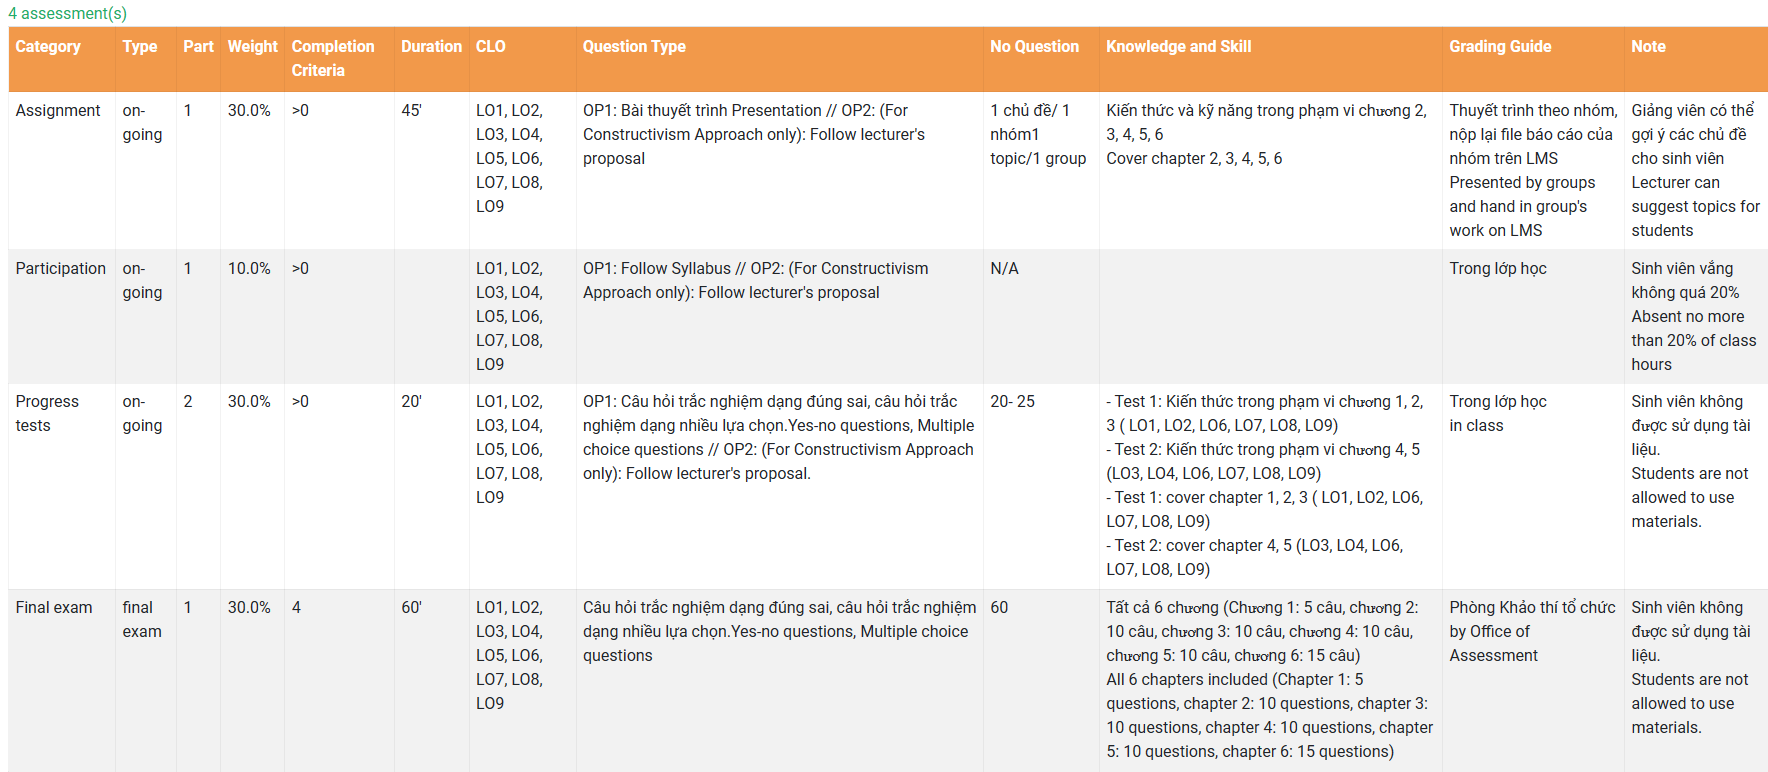 4 assessment(s)
Category Type Part Weight Completion Criteria Duration CLO Question Type No Question Knowledge and Skill Grading Guide Note
Assignment
on-
going
1
30.0%
>0
45'
LO1, LO2,
LO3, LO4,
LO5, LO6,
LO7, LO8,
LO9
OP1: Bài thuyết trình Presentation // OP2: (For
Constructivism Approach only): Follow lecturer's
proposal
1 chủ đề/ 1
nhóm1
topic/1 group
Kiến thức và kỹ năng trong phạm vi chương 2,
3, 4, 5, 6
Cover chapter 2, 3, 4, 5, 6
Thuyết trình theo nhóm,
nộp lại file báo cáo của
nhóm trên LMS
Presented by groups
and hand in group's
work on LMS
Giảng viên có thể
gợi ý các chủ đề
cho sinh viên
Lecturer can
suggest topics for
students
Participation
on-
going
1
10.0%
>0
LO1, LO2,
LO3, LO4,
LO5, LO6,
LO7, LO8,
LO9
OP1: Follow Syllabus // OP2: (For Constructivism
Approach only): Follow lecturer's proposal
N/A
Trong lớp học
Sinh viên vắng
không quá 20%
Absent no more
than 20% of class
hours
Progress
tests
on-
going
2
30.0%
>0
20'
LO1, LO2,
LO3, LO4,
LO5, LO6,
LO7, LO8,
LO9
OP1: Câu hỏi trắc nghiệm dạng đúng sai, câu hỏi trắc
nghiệm dạng nhiều lựa chọn.Yes-no questions, Multiple
choice questions // OP2: (For Constructivism Approach
only): Follow lecturer's proposal.
20- 25
- Test 1: Kiến thức trong phạm vi chương 1, 2,
3 ( LO1, LO2, LO6, LO7, LO8, LO9)
- Test 2: Kiến thức trong phạm vi chương 4, 5
(LO3, LO4, LO6, LO7, LO8, LO9)
- Test 1: cover chapter 1, 2, 3 ( LO1, LO2, LO6,
LO7, LO8, LO9)
- Test 2: cover chapter 4, 5 (LO3, LO4, LO6,
LO7, LO8, LO9)
Trong lớp học
in class
Sinh viên không
được sử dụng tài
liệu.
Students are not
allowed to use
materials.
Final exam
final
exam
1
30.0%
4
60'
LO1, LO2,
LO3, LO4,
LO5, LO6,
LO7, LO8,
LO9
Câu hỏi trắc nghiệm dạng đúng sai, câu hỏi trắc nghiệm
dạng nhiều lựa chọn.Yes-no questions, Multiple choice
questions
60
Tất cả 6 chương (Chương 1: 5 câu, chương 2:
10 câu, chương 3: 10 câu, chương 4: 10 câu,
chương 5: 10 câu, chương 6: 15 câu)
All 6 chapters included (Chapter 1: 5
questions, chapter 2: 10 questions, chapter 3:
10 questions, chapter 4: 10 questions, chapter
5: 10 questions, chapter 6: 15 questions)
Phòng Khảo thí tổ chức
by Office of
Assessment
Sinh viên không
được sử dụng tài
liệu.
Students are not
allowed to use
materials.